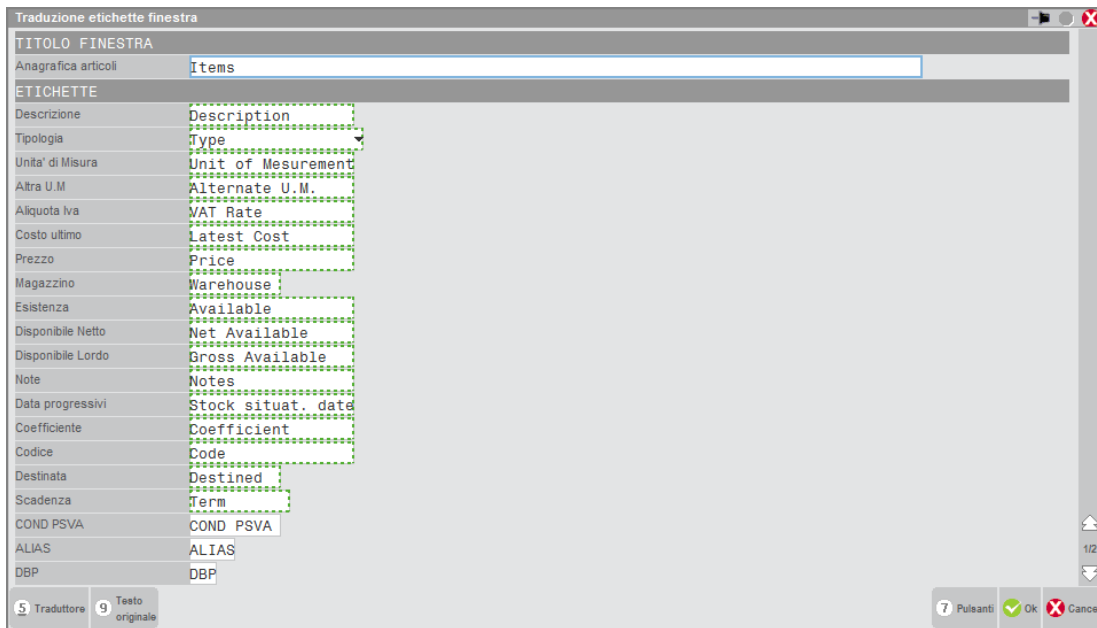 Traduzione etichette finestra
TITOLO FINESTRA
Anagrafica articoli Items
ETICHETTE
Descrizione Description
Tipologia Type
Unita' di Misura Unit of Mesurement
Altra U.M Alternate U.M.
Aliquota Iva VAT Rate
Costo ultimo Latest Cost
Prezzo Price
Magazzino Warehouse
Esistenza Available
Disponibile Netto Net Available
Disponibile Lordo Gross Available
Note Notes
Data progressivi Stock situat. date
Coefficiente Coefficient
Codice Code
Destinata Destined
Scadenza Term
COND PSVA COND PSVA
ALIAS ALIAS
1/2
DBP DBP
5 Traduttore 9 Testo originale 7 Pulsanti Ok Cance